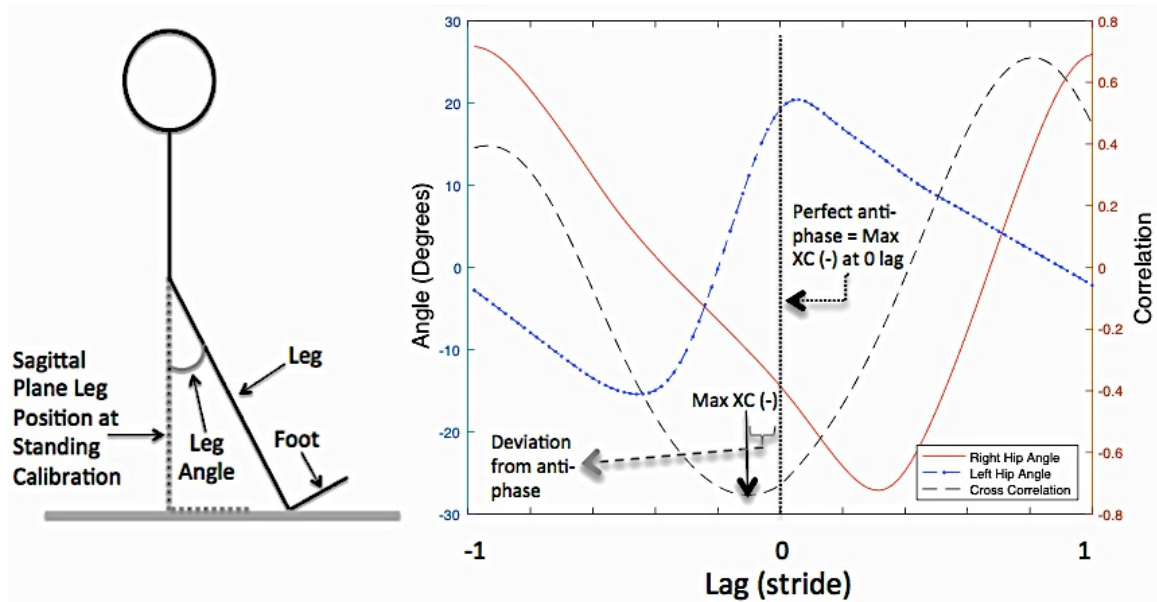 Sagittal
Plane Leg
Position at
Standing
Calibration
Leg
Angle
Leg
Foot
30
20
10
0
-10
-20
-30
Angle (Degrees)
0.8
0.6
0.4
0.2
0
-0.2
-0.4
-0.6
-0.8
Correlation
Perfect anti-
phase = Max
XC (-) at 0 lag
Max XC (-)
Deviation
from anti-
phase
Right Hip Angle
Left Hip Angle
Cross Correlation
-1
0
1
Lag (stride)